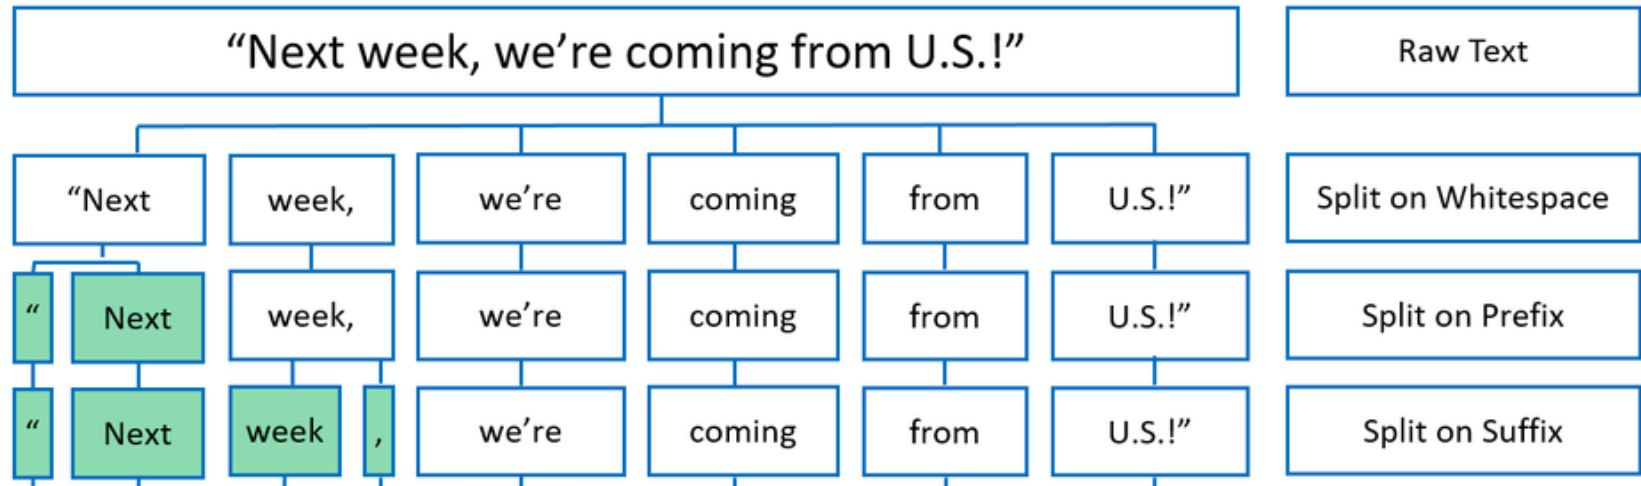 “Next week, we’re coming from U.S.!” Raw Text
“Next week, we’re coming from U.S.!” Split on Whitespace
“ Next week, we’re coming from U.S.!” Split on Prefix
“ Next week , we’re coming from U.S.!” Split on Suffix